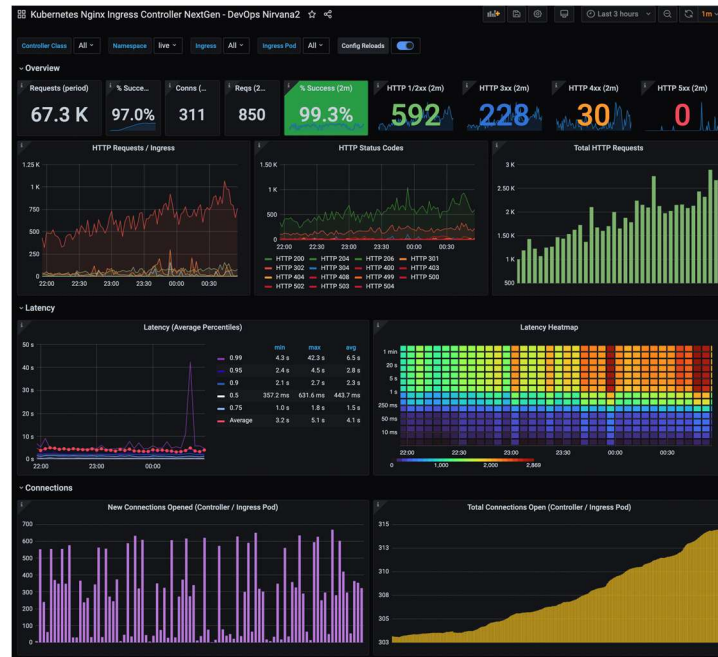 Kubernetes Nginx Ingress Controller NextGen - DevOps Nirvana2
Last 3 hours
1m
Controller Class All
Namespace live
Ingress All
Ingress Pod All
Config Reloads
Overview
Requests (period)
67.3 K
% Succe...
97.0%
Conns (...
311
Reqs (2...
850
% Success (2m)
99.3%
HTTP 1/2xx (2m)
592
HTTP 3xx (2m)
228
HTTP 4xx (2m)
30
HTTP 5xx (2m)
0
HTTP Requests / Ingress
1.25 K
1 K
750
500
250
0
22:00 22:30 23:00 23:30 00:00 00:30
HTTP Status Codes
1.50 K
1 K
500
0
22:00 22:30 23:00 23:30 00:00 00:30
HTTP 200 HTTP 204 HTTP 206 HTTP 301
HTTP 302 HTTP 304 HTTP 400 HTTP 403
HTTP 404 HTTP 408 HTTP 499 HTTP 500
HTTP 502 HTTP 503 HTTP 504
Total HTTP Requests
3 K
2.50 K
2 K
1.50 K
1 K
500
Latency
Latency (Average Percentiles)
50 s
40 s
30 s
20 s
10 s
0 s
22:00 23:00 00:00
min max avg
0.99 4.3 s 42.3 s 6.5 s
0.95 2.4 s 4.5 s 2.8 s
0.9 2.1 s 2.7 s 2.3 s
0.5 357.2 ms 631.6 ms 443.7 ms
0.75 1.0 s 1.8 s 1.5 s
Average 3.2 s 5.1 s 4.1 s
Latency Heatmap
1 min
20 s
5 s
1 s
250 ms
50 ms
10 ms
22:00 22:30 23:00 23:30 00:00 00:30
0 1,000 2,000 2,869
Connections
New Connections Opened (Controller / Ingress Pod)
700
600
500
400
300
200
100
0
Total Connections Open (Controller / Ingress Pod)
315
313
310
308
305
303